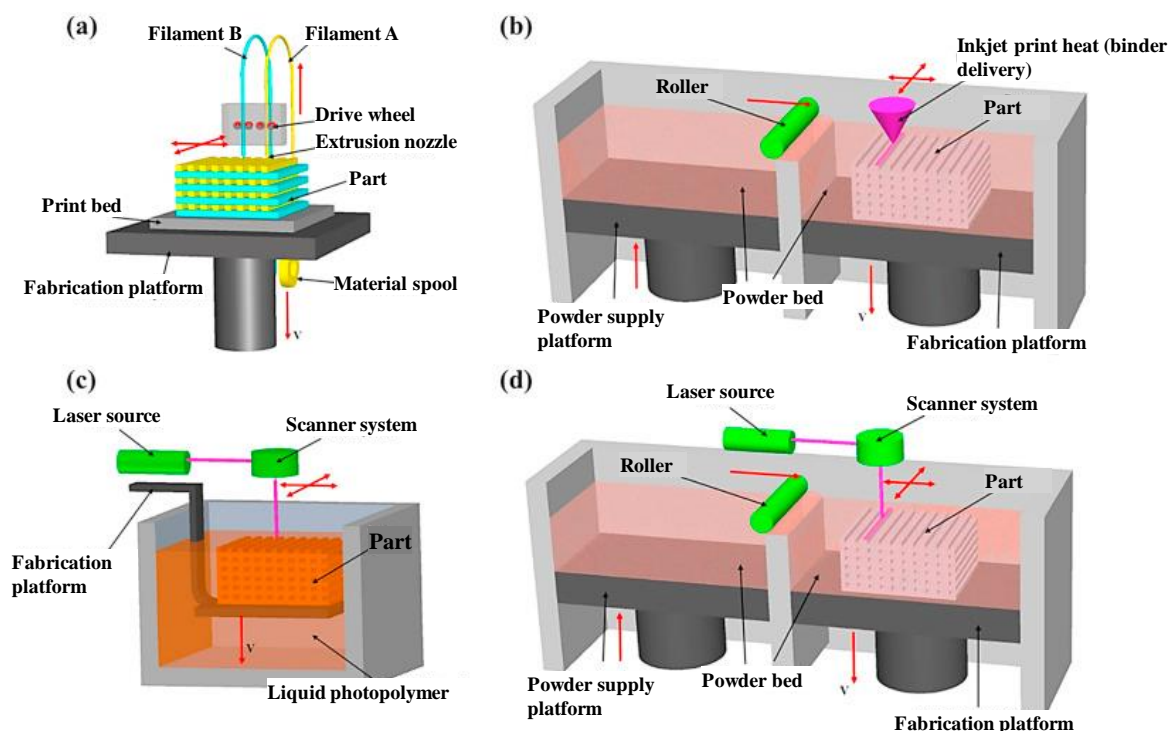 (a)
Filament B
Filament A
Drive wheel
Extrusion nozzle
Part
Print bed
Fabrication platform
Material spool
V
(b)
Inkjet print heat (binder
delivery)
Roller
Part
Powder bed
Powder supply
platform
V
Fabrication platform
(c)
Laser source
Scanner system
Fabrication
platform
Part
V
Liquid photopolymer
(d)
Laser source
Scanner system
Roller
Part
Powder supply
platform
Powder bed
V
Fabrication platform